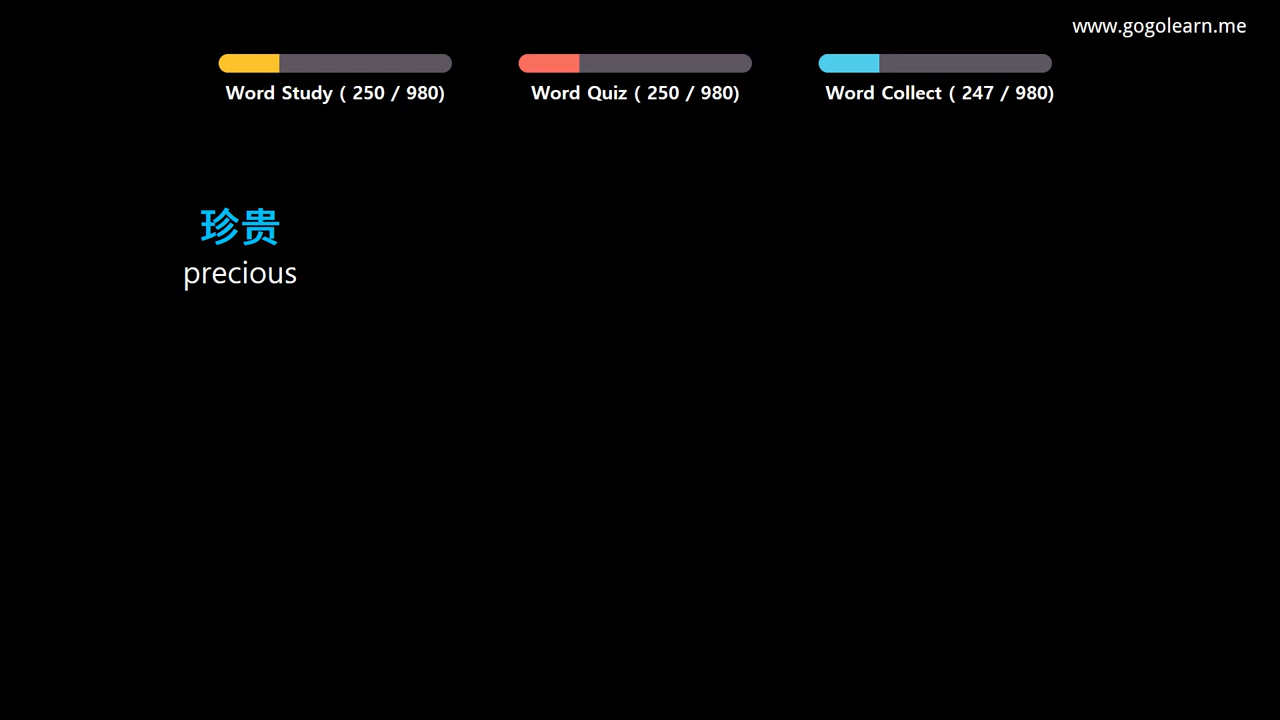 www.gogolearn.me
Word Study ( 250 / 980)
Word Quiz ( 250 / 980)
Word Collect ( 247 / 980)
珍贵
precious